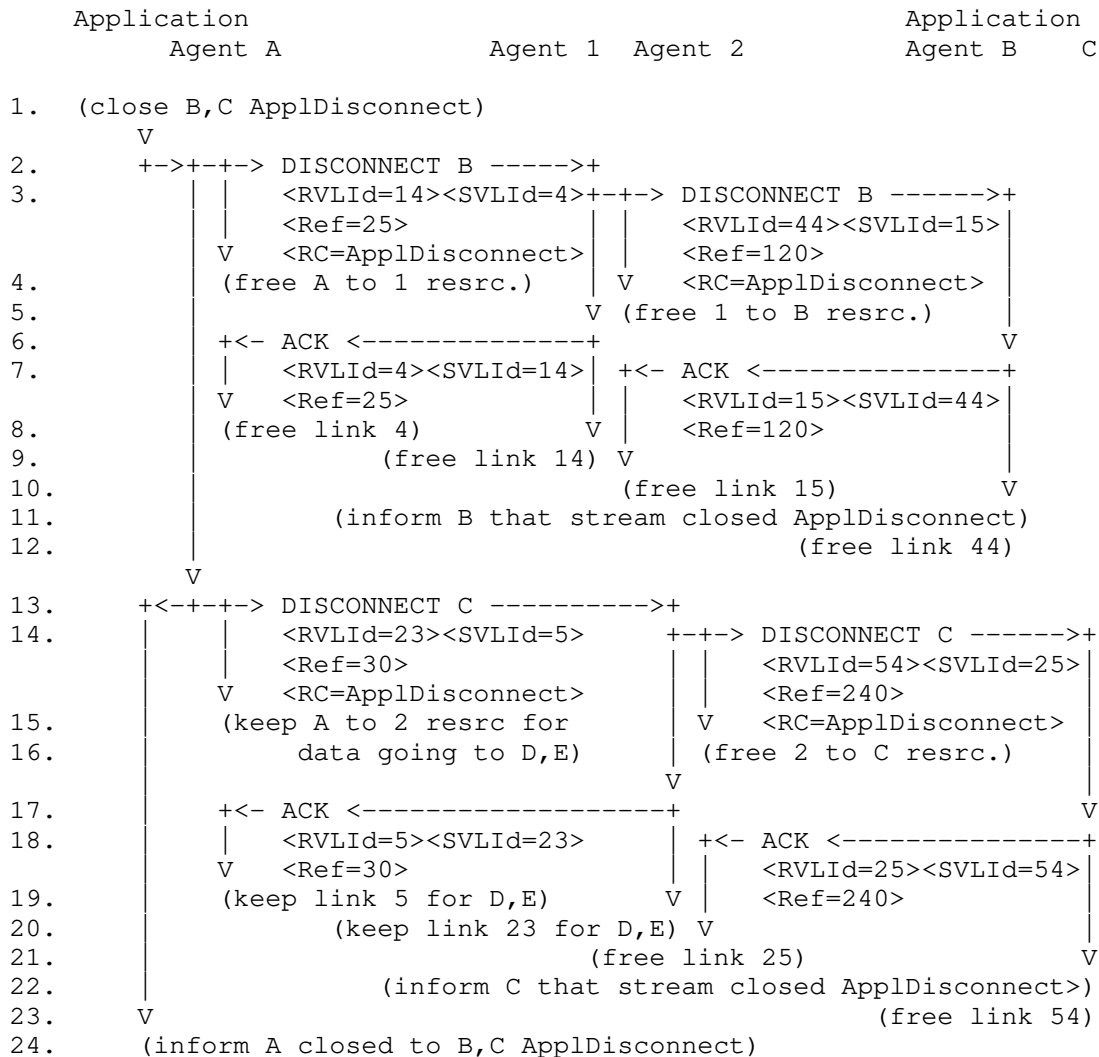 Application                                        Application
            Agent A             Agent 1  Agent 2          Agent B    C

1.   (close B,C ApplDisconnect)
          V
2.        +->+-+-> DISCONNECT B ----->+
3.           | |   <RVLId=14><SVLId=4>+-+-> DISCONNECT B ------>+
             | |   <Ref=25>           | |   <RVLId=44><SVLId=15>|
             | V   <RC=ApplDisconnect>| |   <Ref=120>           |
4.           | (free A to 1 resrc.)   | V   <RC=ApplDisconnect> |
5.           |                        V (free 1 to B resrc.)    |
6.           | +<- ACK <--------------+                         V
7.           | |   <RVLId=4><SVLId=14>| +<- ACK <---------------+
             | V   <Ref=25>           | |   <RVLId=15><SVLId=44>|
8.           | (free link 4)          V |   <Ref=120>           |
9.           |             (free link 14) V                     |
10.          |                          (free link 15)          V
11.          |         (inform B that stream closed ApplDisconnect)
12.          |                                    (free link 44)
             V
13.       +<-+-+-> DISCONNECT C ---------->+
14.       |    |   <RVLId=23><SVLId=5>     +-+-> DISCONNECT C ------>+
          |    |   <Ref=30>                | |   <RVLId=54><SVLId=25>|
          |    V   <RC=ApplDisconnect>     | |   <Ref=240>           |
15.       |    (keep A to 2 resrc for      | V   <RC=ApplDisconnect> |
16.       |        data going to D,E)      | (free 2 to C resrc.)    |
          |                                V                         |
17.       |    +<- ACK <-------------------+                         V
18.       |    |   <RVLId=5><SVLId=23>     | +<- ACK <---------------+
          |    V   <Ref=30>                | |   <RVLId=25><SVLId=54>|
19.       |    (keep link 5 for D,E)       V |   <Ref=240>           |
20.       |          (keep link 23 for D,E) V                        |
21.       |                         (free link 25)                   V
22.       |            (inform C that stream closed ApplDisconnect>)
23.       V                                          (free link 54)
24.       (inform A closed to B,C ApplDisconnect)